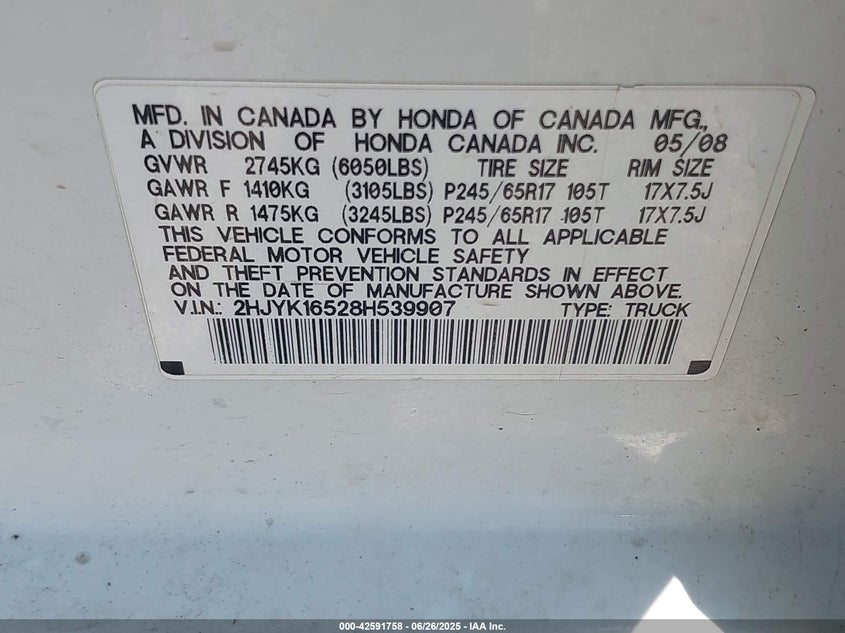 MFD. IN CANADA BY HONDA OF CANADA MFG.,
A DIVISION OF HONDA CANADA INC. 05/08
GVWR 2745KG (6050LBS) TIRE SIZE RIM SIZE
GAWR F 1410KG (3105LBS) P245/65R17 105T 17X7.5J
GAWR R 1475KG (3245LBS) P245/65R17 105T 17X7.5J
THIS VEHICLE CONFORMS TO ALL APPLICABLE
FEDERAL MOTOR VEHICLE SAFETY
AND THEFT PREVENTION STANDARDS IN EFFECT
ON THE DATE OF MANUFACTURE SHOWN ABOVE.
V.I.N.: 2HJYK16528H539907 TYPE: TRUCK
000-42591758 - 06/26/2025 - IAA Inc.